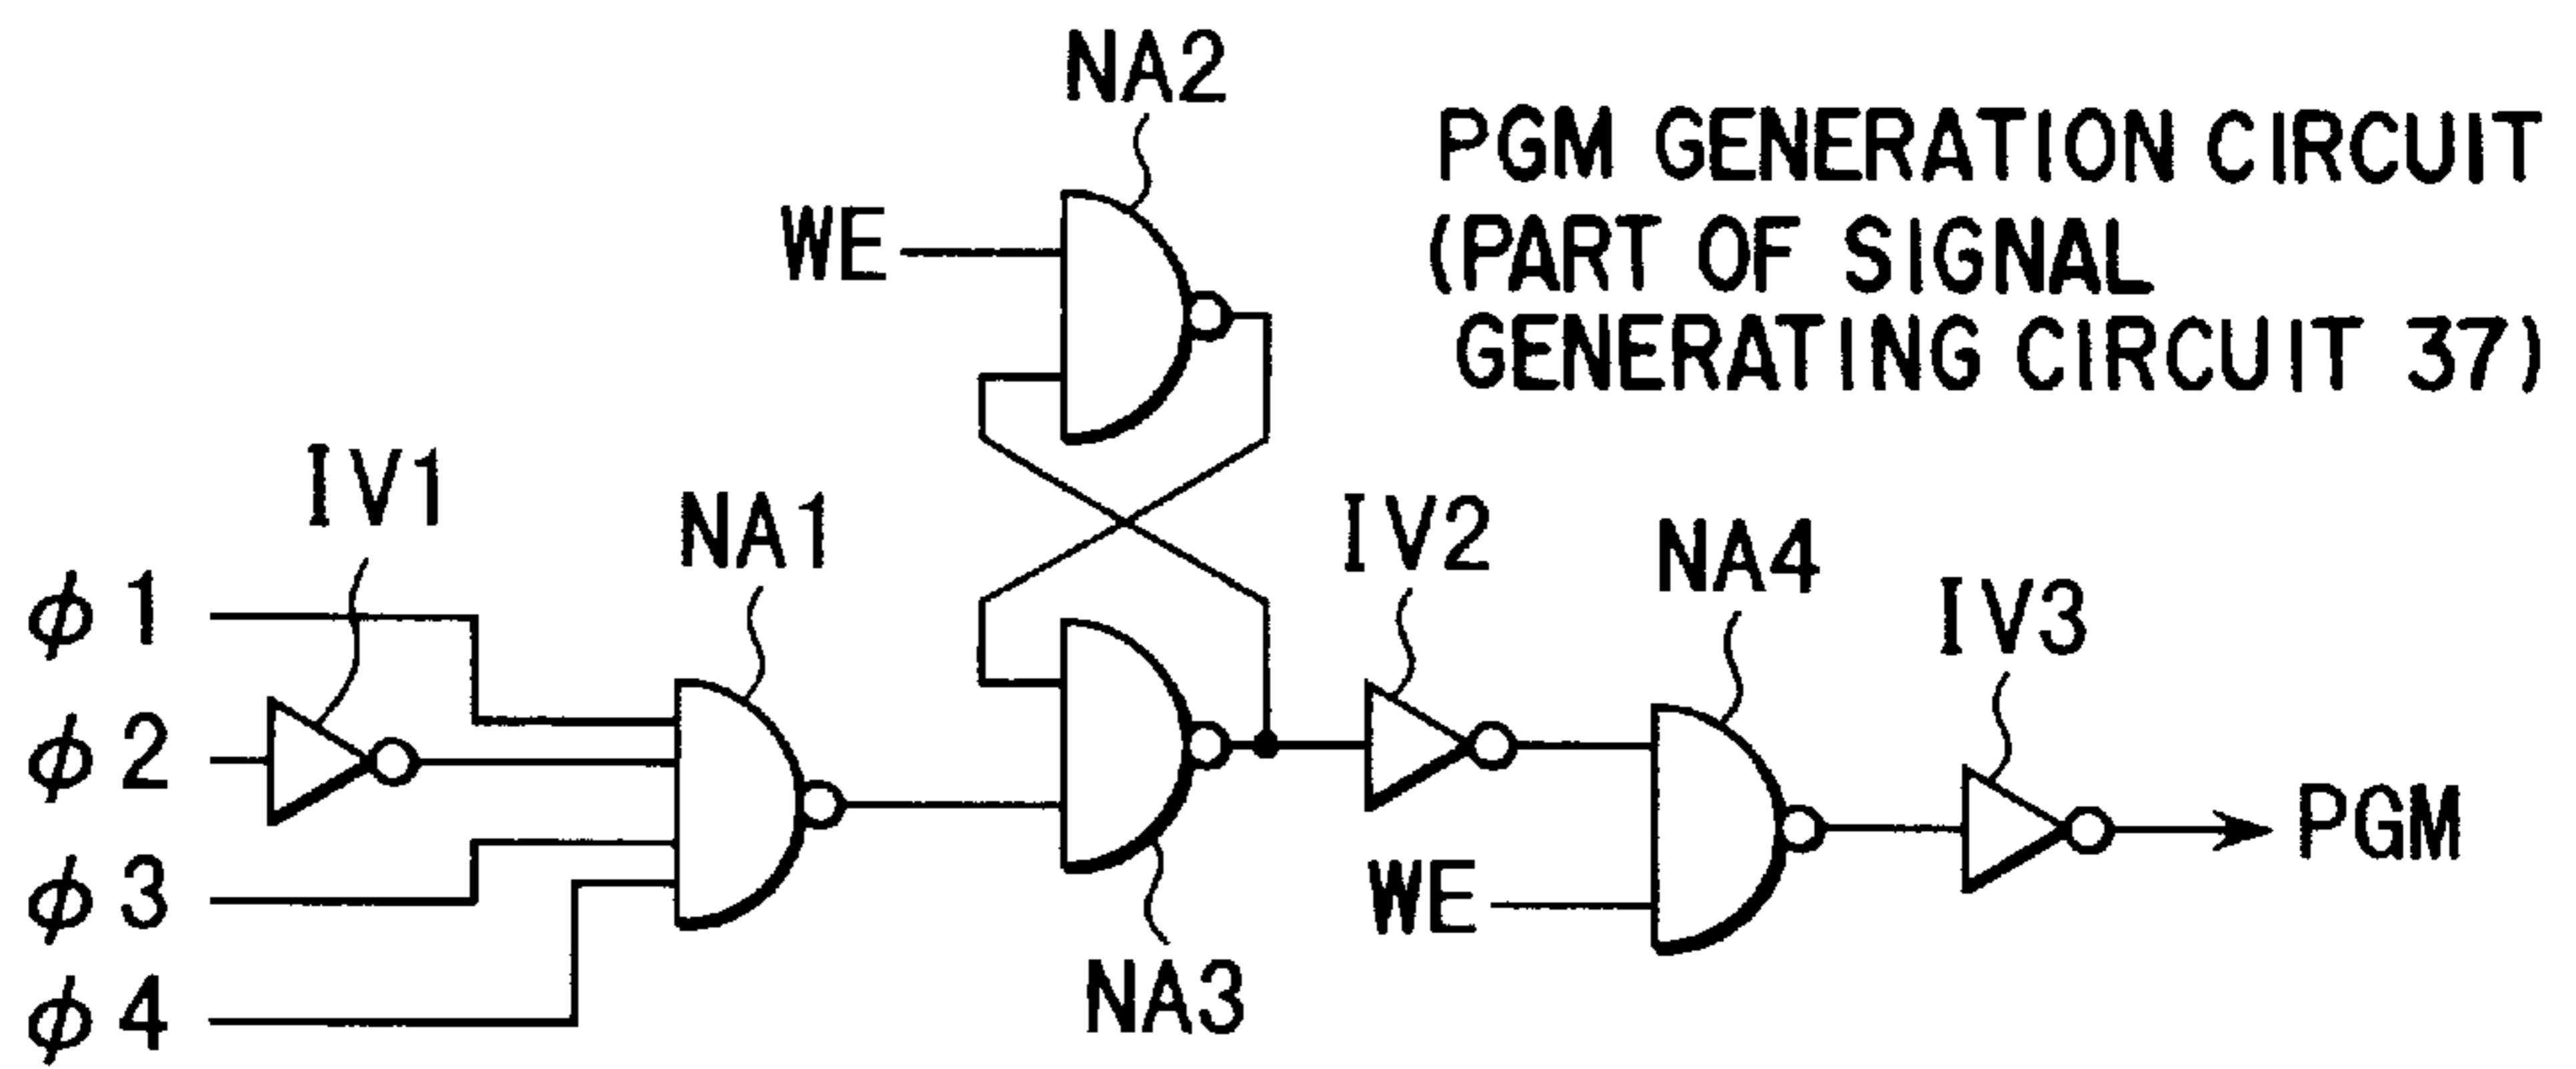 NA2
PGM GENERATION CIRCUIT
(PART OF SIGNAL
GENERATING CIRCUIT 37)
WE
IV1
NA1
IV2
NA4
IV3
ϕ1
ϕ2
ϕ3
ϕ4
NA3
WE
PGM